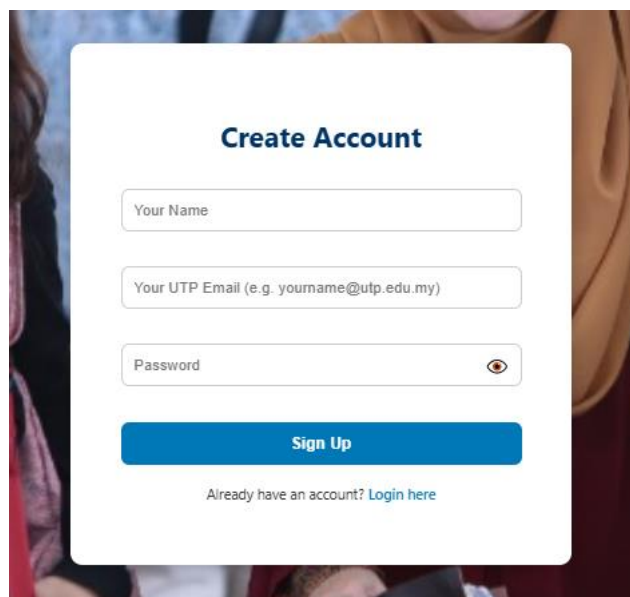 Create Account
Your Name
Your UTP Email (e.g. yourname@utp.edu.my)
Password
Sign Up
Already have an account? Login here